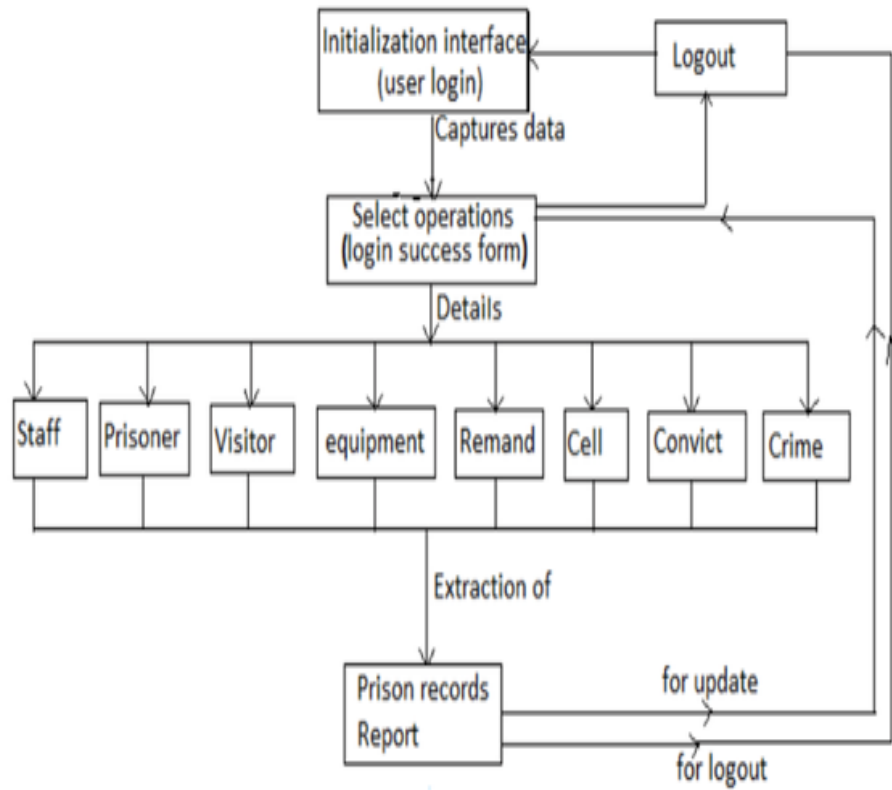 Initialization interface
(user login)
Logout
Captures data
Select operations
(login success form)
Details
Staff
Prisoner
Visitor
equipment
Remand
Cell
Convict
Crime
Extraction of
Prison records
Report
for update
for logout